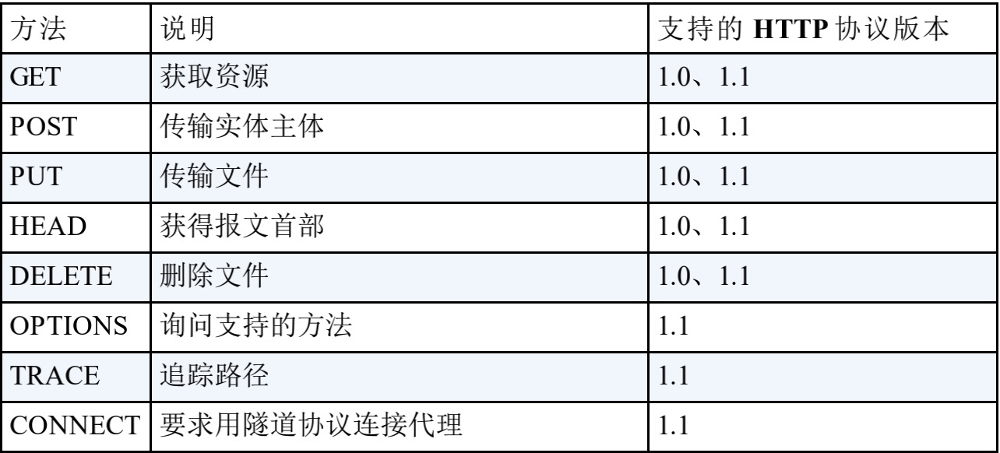 方法 说明 支持的 HTTP 协议版本
GET 获取资源 1.0、1.1
POST 传输实体主体 1.0、1.1
PUT 传输文件 1.0、1.1
HEAD 获得报文首部 1.0、1.1
DELETE 删除文件 1.0、1.1
OPTIONS 询问支持的方法 1.1
TRACE 追踪路径 1.1
CONNECT 要求用隧道协议连接代理 1.1